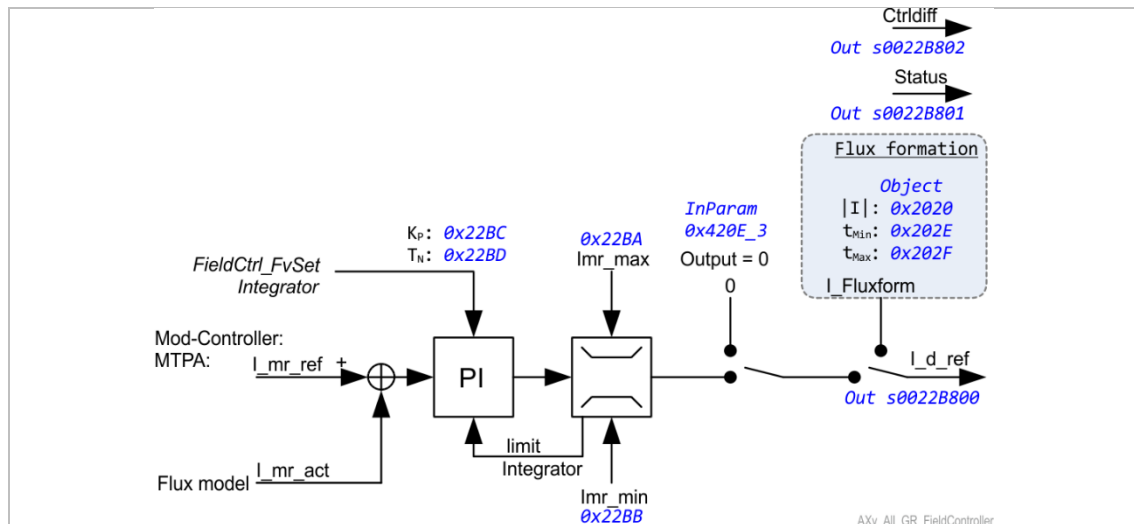 Ctrldiff
Out s0022B802
Status
Out s0022B801
Flux formation
Object
|I|: 0x2020
tMin: 0x202E
tMax: 0x202F
I_Fluxform
InParam
0x420E_3
Output = 0
0
KP: 0x22BC
TN: 0x22BD
0x22BA
Imr_max
FieldCtrl_FvSet
Integrator
Mod-Controller:
MTPA:
I_mr_ref +
PI
I_d_ref
Out s0022B800
limit
Integrator
Flux model I_mr_act
Imr_min
0x22BB
AXy_All_GR_FieldController